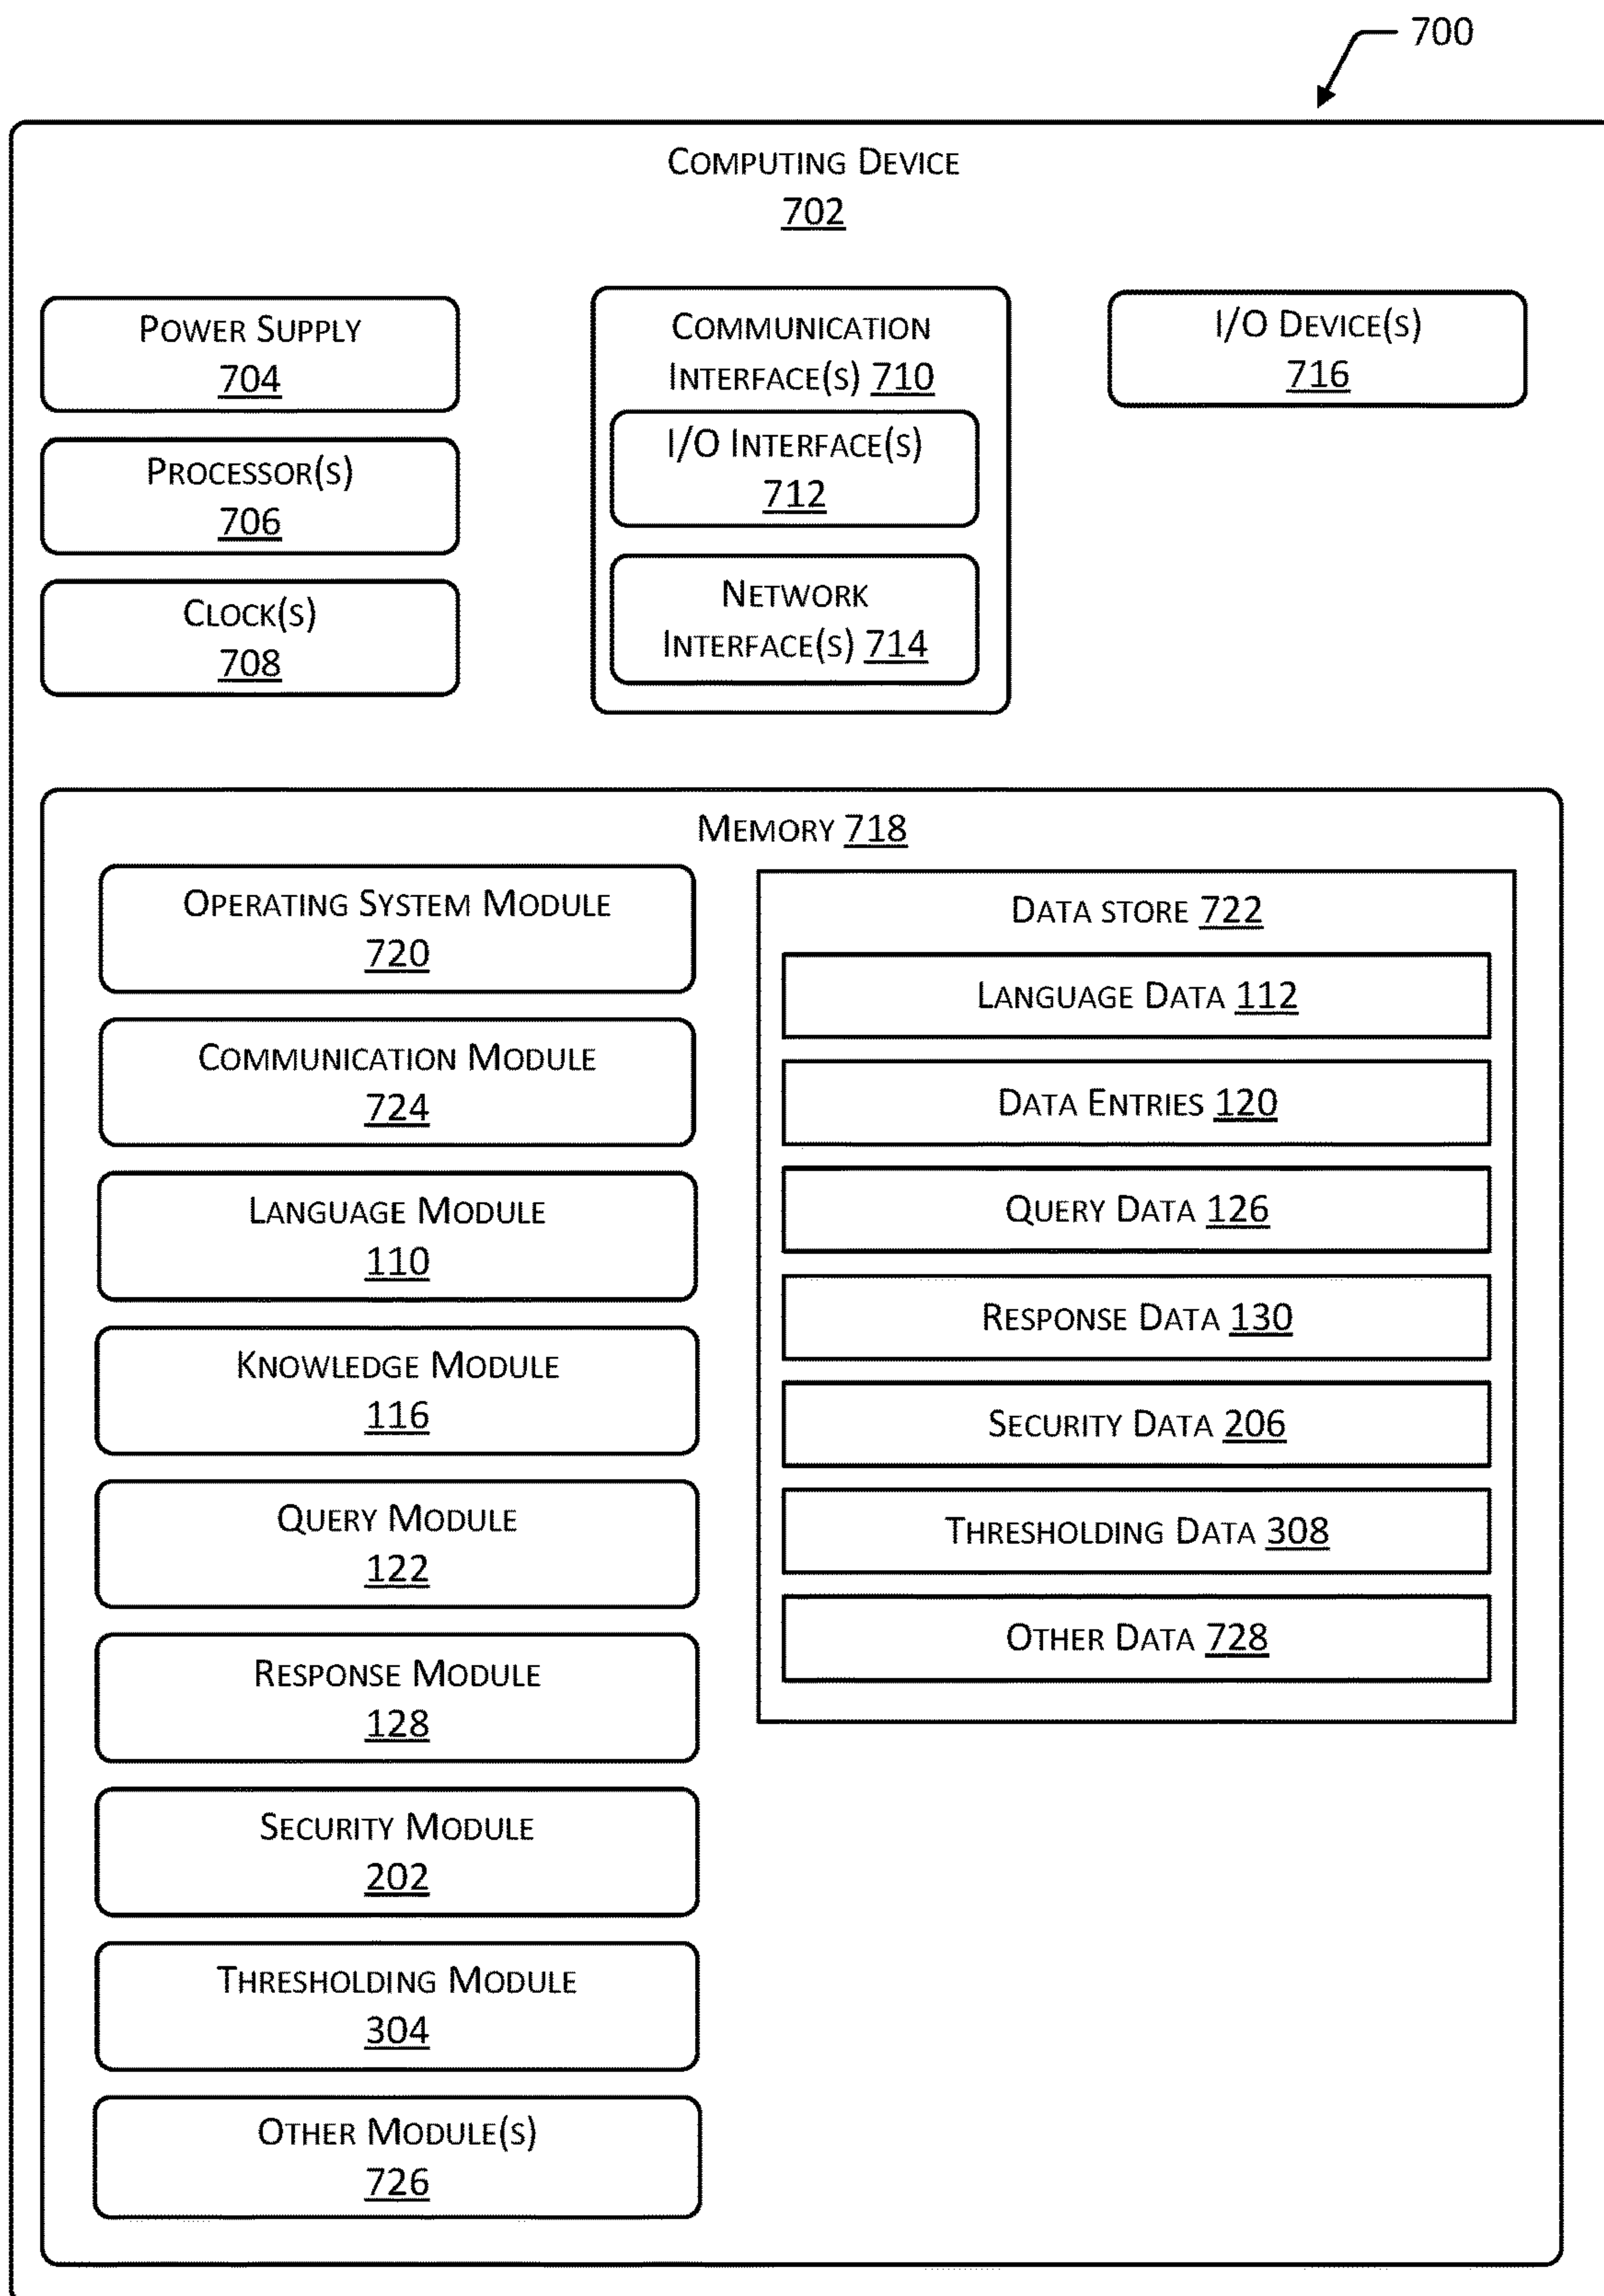 700
COMPUTING DEVICE
702
POWER SUPPLY
704
PROCESSOR(S)
706
CLOCK(S)
708
COMMUNICATION
INTERFACE(S) 710
I/O INTERFACE(S)
712
NETWORK
INTERFACE(S) 714
I/O DEVICE(S)
716
MEMORY 718
OPERATING SYSTEM MODULE
720
COMMUNICATION MODULE
724
LANGUAGE MODULE
110
KNOWLEDGE MODULE
116
QUERY MODULE
122
RESPONSE MODULE
128
SECURITY MODULE
202
THRESHOLDING MODULE
304
OTHER MODULE(S)
726
DATA STORE 722
LANGUAGE DATA 112
DATA ENTRIES 120
QUERY DATA 126
RESPONSE DATA 130
SECURITY DATA 206
THRESHOLDING DATA 308
OTHER DATA 728